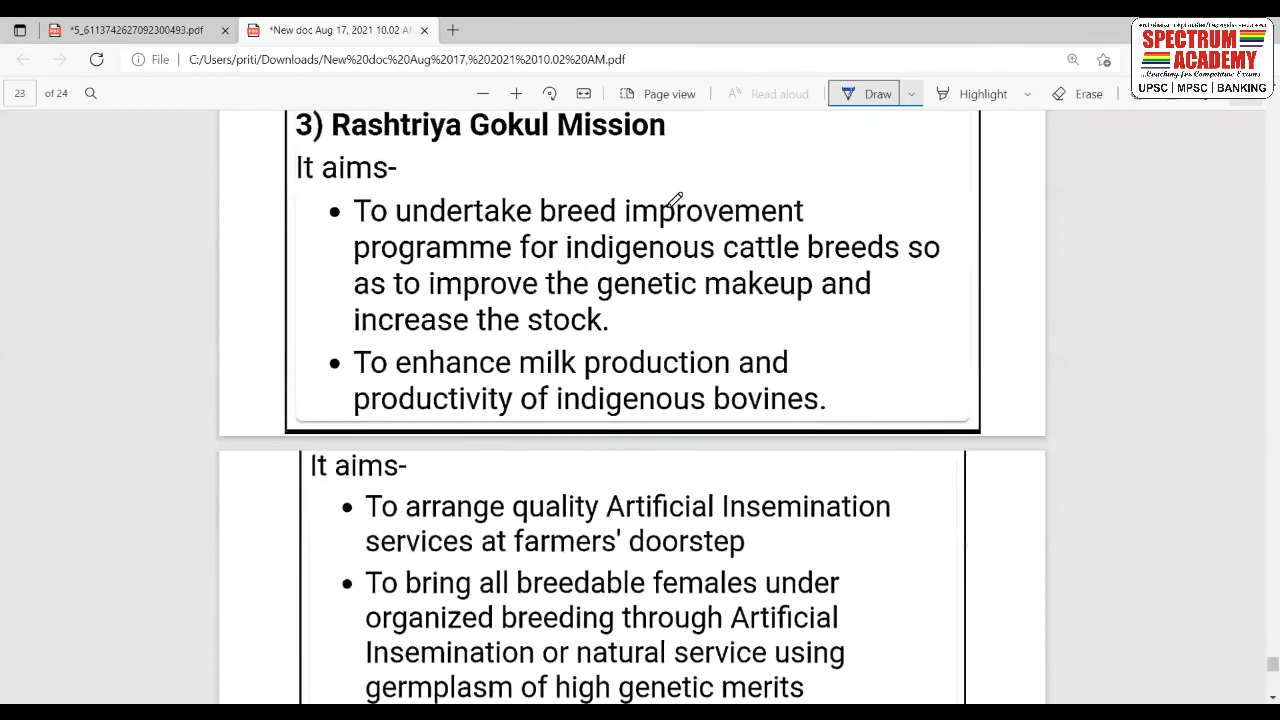 *5_6113742627092300493.pdf
*New doc Aug 17, 2021 10.02 AM
File
C:/Users/priti/Downloads/New%20doc%20Aug%2017,%202021%2010.02%20AM.pdf
SPECTRUM
ACADEMY
...Coaching for Competitive Exams
UPSC | MPSC | BANKING
23 of 24
Page view
Read aloud
Draw
Highlight
Erase
3) Rashtriya Gokul Mission
It aims-
• To undertake breed improvement
programme for indigenous cattle breeds so
as to improve the genetic makeup and
increase the stock.
• To enhance milk production and
productivity of indigenous bovines.
It aims-
• To arrange quality Artificial Insemination
services at farmers' doorstep
• To bring all breedable females under
organized breeding through Artificial
Insemination or natural service using
germplasm of high genetic merits